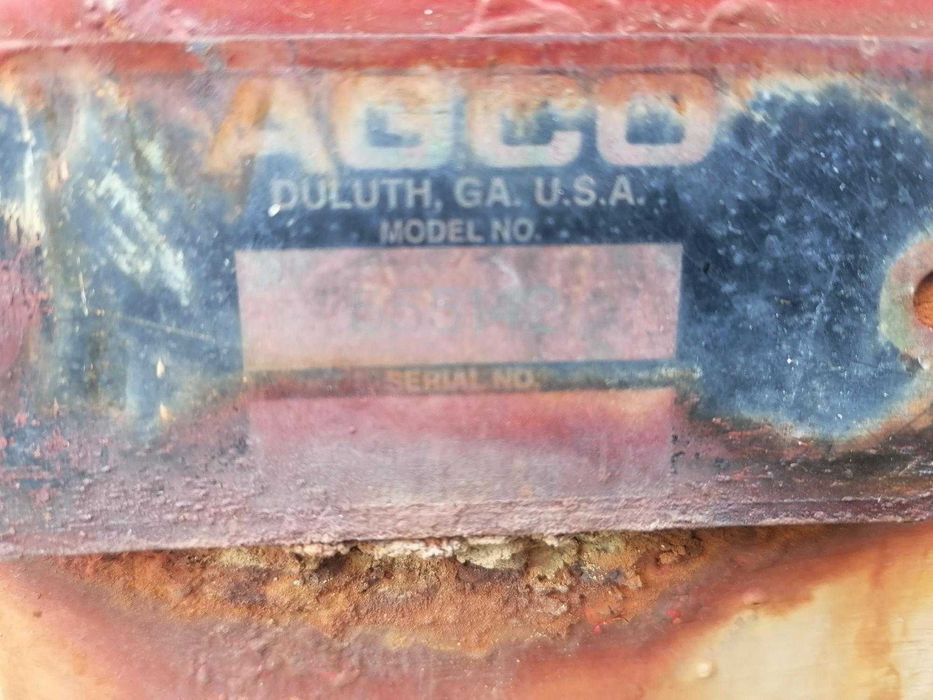 AGCO
DULUTH, GA. U.S.A.
MODEL NO.
SERIAL NO.